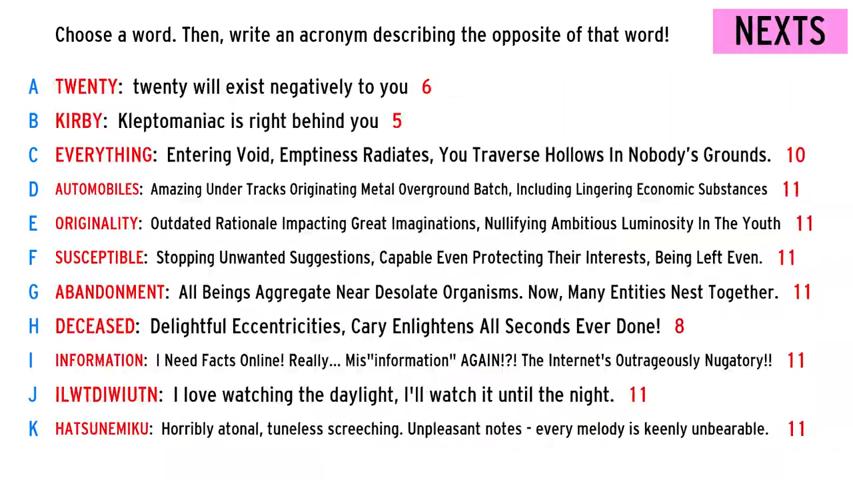 Choose a word. Then, write an acronym describing the opposite of that word!
NEXTS
A TWENTY: twenty will exist negatively to you 6
B KIRBY: Kleptomaniac is right behind you 5
C EVERYTHING: Entering Void, Emptiness Radiates, You Traverse Hollows In Nobody's Grounds. 10
D AUTOMOBILES: Amazing Under Tracks Originating Metal Overground Batch, Including Lingering Economic Substances 11
E ORIGINALITY: Outdated Rationale Impacting Great Imaginations, Nullifying Ambitious Luminosity In The Youth 11
F SUSCEPTIBLE: Stopping Unwanted Suggestions, Capable Even Protecting Their Interests, Being Left Even. 11
G ABANDONMENT: All Beings Aggregate Near Desolate Organisms. Now, Many Entities Nest Together. 11
H DECEASED: Delightful Eccentricities, Cary Enlightens All Seconds Ever Done! 8
I INFORMATION: I Need Facts Online! Really... Mis"information" AGAIN!?! The Internet's Outrageously Nugatory!! 11
J ILWTDIWIUTN: I love watching the daylight, I'll watch it until the night. 11
K HATSUNEMIKU: Horribly atonal, tuneless screeching. Unpleasant notes - every melody is keenly unbearable. 11